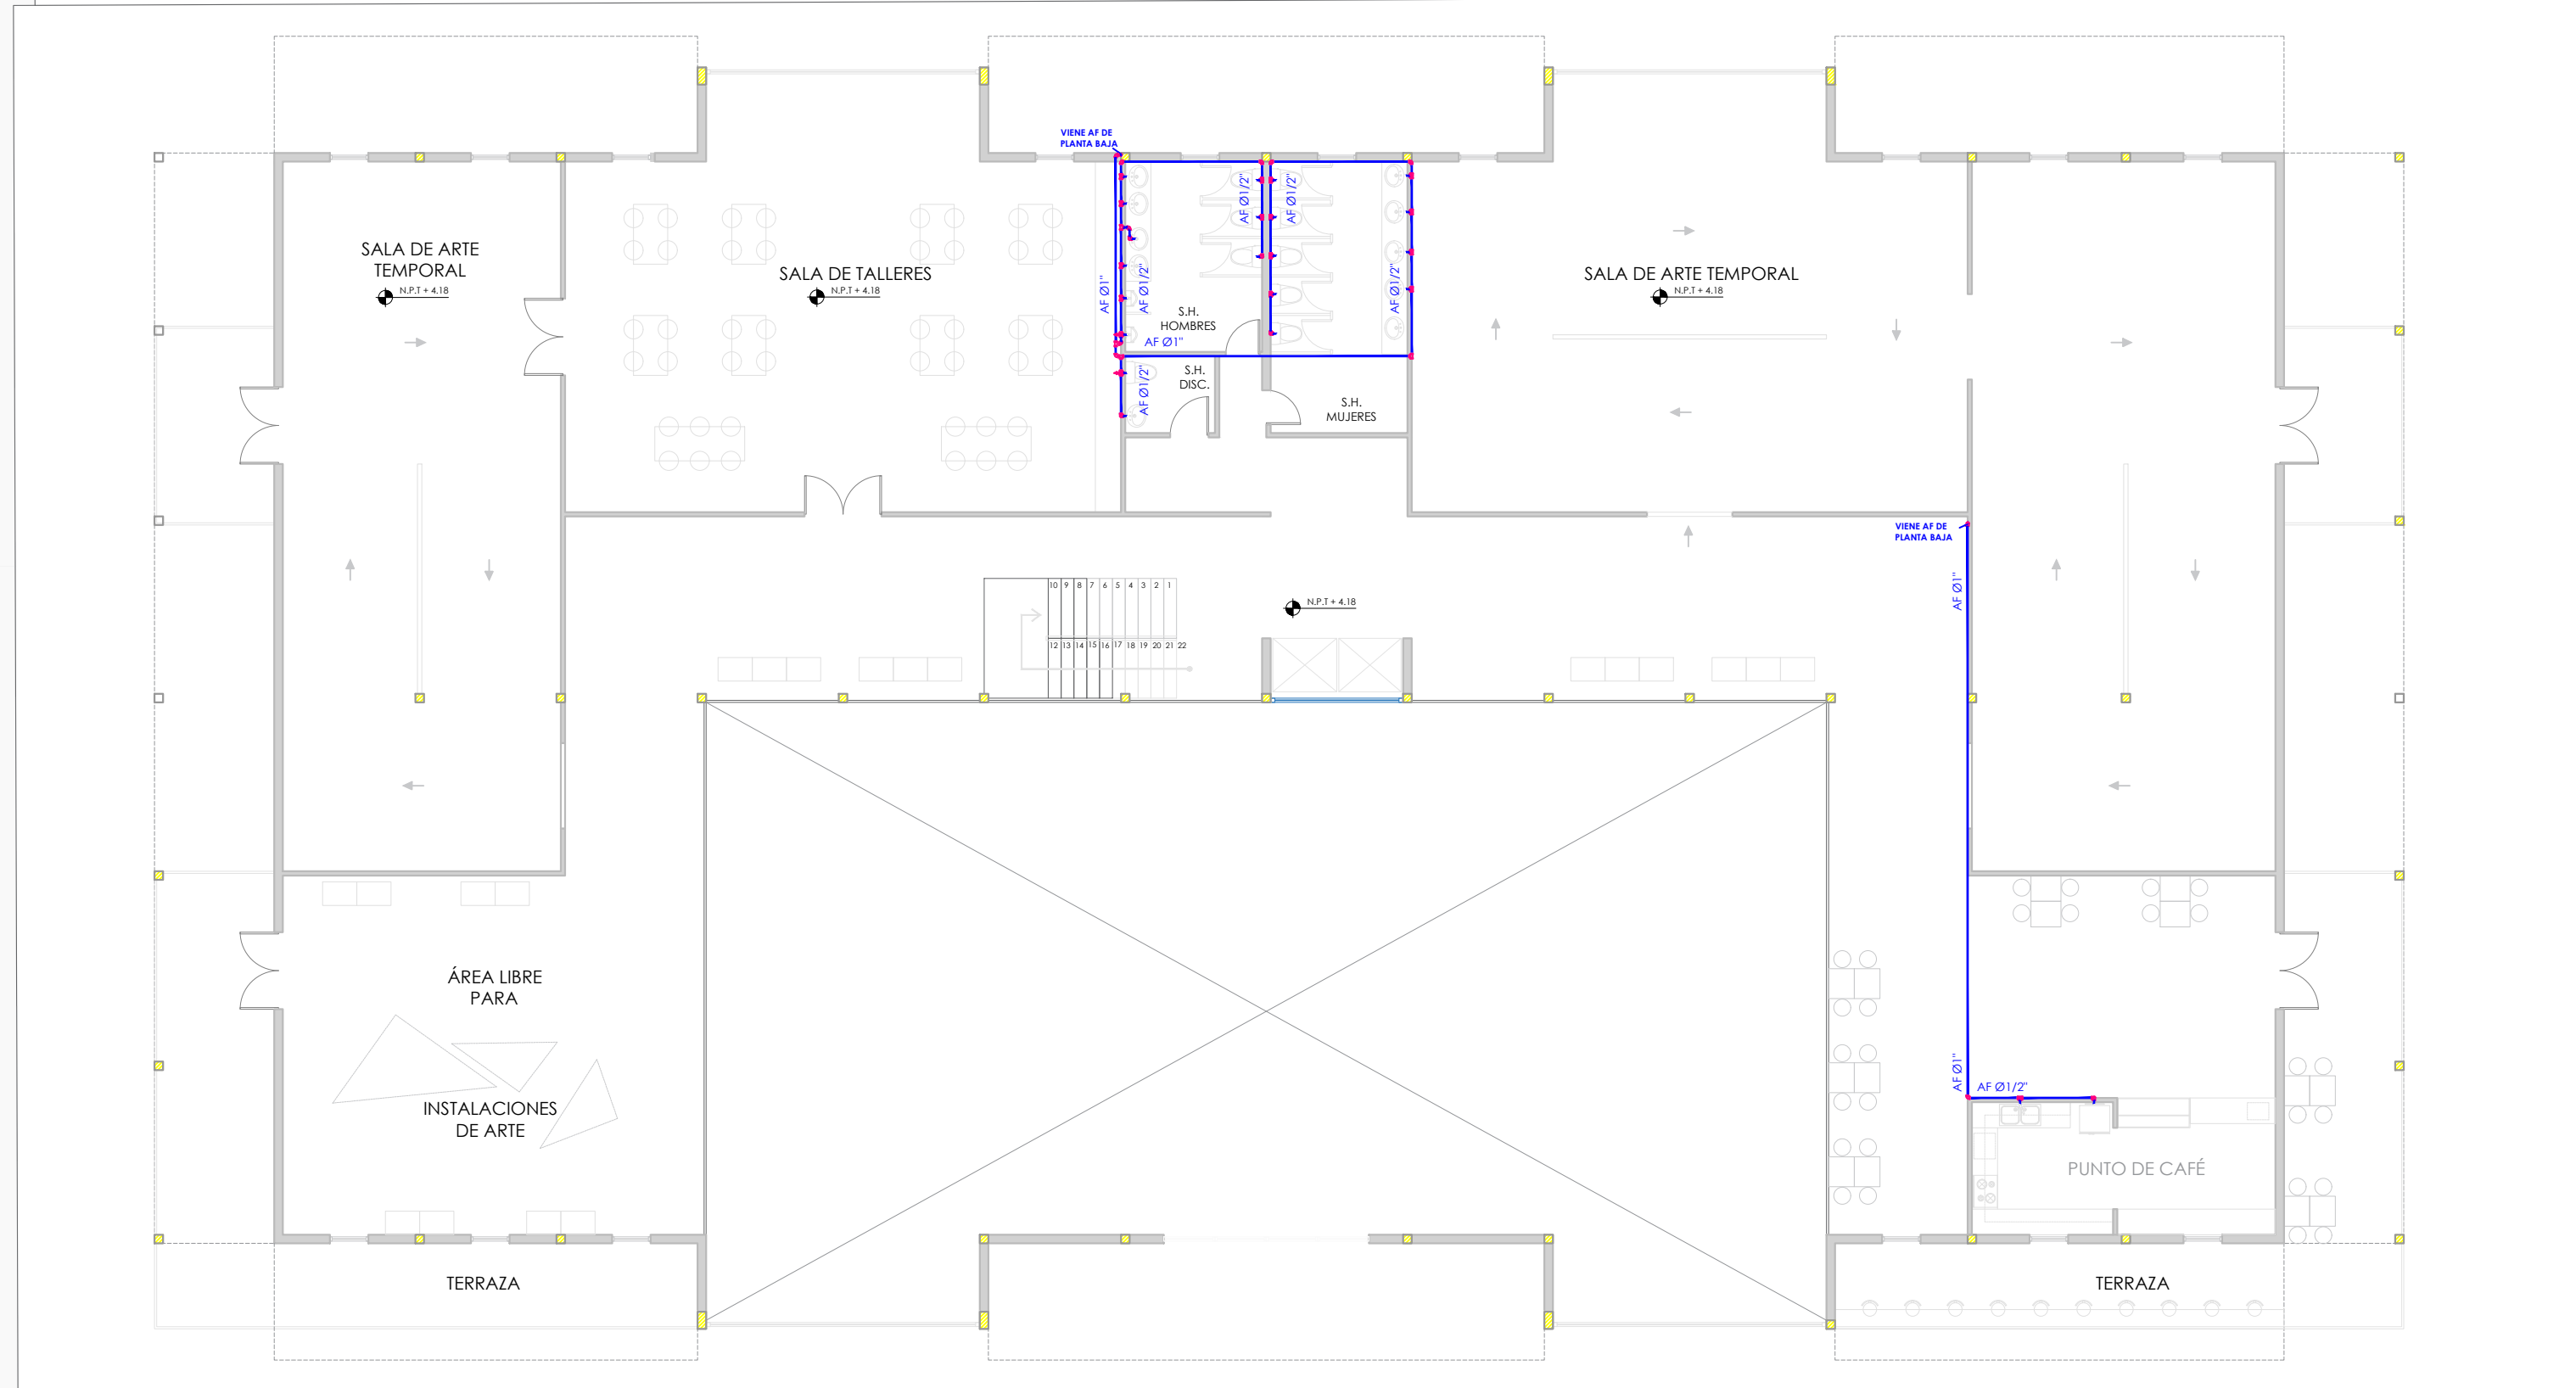 VIENE AF DE
PLANTA BAJA
SALA DE ARTE
TEMPORAL
N.P.T + 4.18
SALA DE TALLERES
N.P.T + 4.18
AF Ø1"
AF Ø1/2"
AF Ø1/2"
AF Ø1/2"
AF Ø1/2"
S.H.
HOMBRES
AF Ø1"
S.H.
DISC.
AF Ø1/2"
S.H.
MUJERES
SALA DE ARTE TEMPORAL
N.P.T + 4.18
VIENE AF DE
PLANTA BAJA
AF Ø1"
10 9 8 7 6 5 4 3 2 1
12 13 14 15 16 17 18 19 20 21 22
N.P.T + 4.18
ÁREA LIBRE
PARA
INSTALACIONES
DE ARTE
AF Ø1"
AF Ø1/2"
PUNTO DE CAFÉ
TERRAZA
TERRAZA